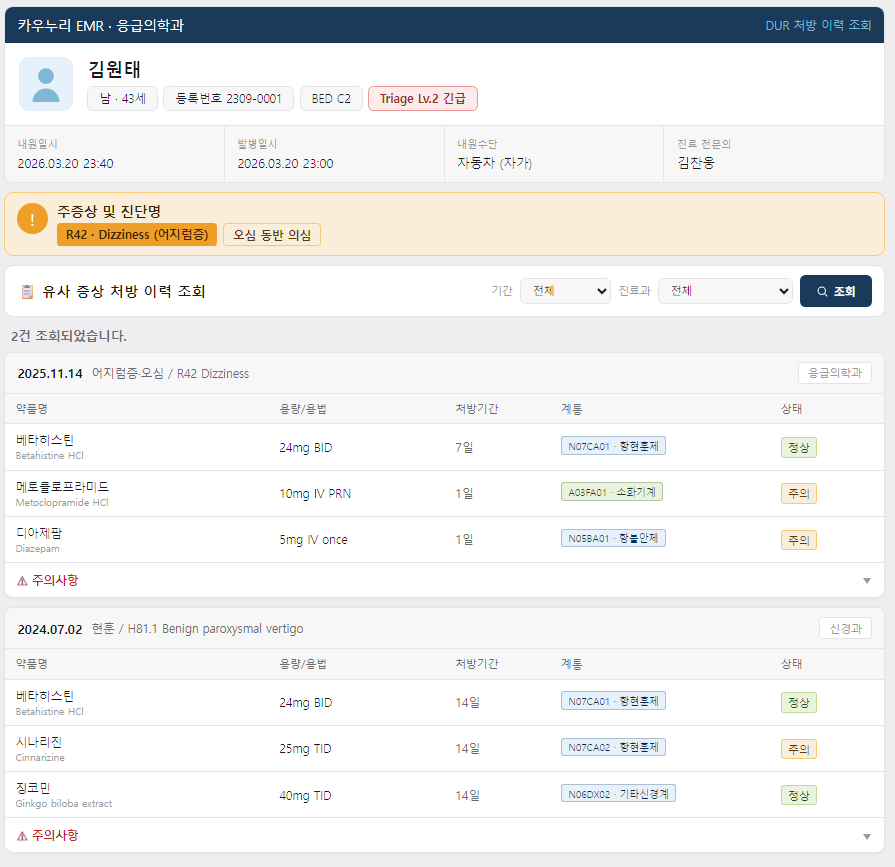 카우누리 EMR · 응급의학과
DUR 처방 이력 조회
김원태
남 · 43세
등록번호 2309-0001
BED C2
Triage Lv.2 긴급
내원일시
발병일시
내원수단
진료 전문의
2026.03.20 23:40
2026.03.20 23:00
자동차 (자가)
김찬웅
!
주증상 및 진단명
R42 · Dizziness (어지럼증)
오심 동반 의심
유사 증상 처방 이력 조회
기간
전체
진료과
전체
조회
2건 조회되었습니다.
2025.11.14 어지럼증·오심 / R42 Dizziness
응급의학과
약품명 용량/용법 처방기간 계통 상태
베타히스틴 24mg BID 7일 N07CA01 · 항현훈제 정상
Betahistine HCl
메토클로프라미드 10mg IV PRN 1일 A03FA01 · 소화기계 주의
Metoclopramide HCl
디아제팜 5mg IV once 1일 N05BA01 · 항불안제 주의
Diazepam
⚠ 주의사항 ▼
2024.07.02 현훈 / H81.1 Benign paroxysmal vertigo
신경과
약품명 용량/용법 처방기간 계통 상태
베타히스틴 24mg BID 14일 N07CA01 · 항현훈제 정상
Betahistine HCl
시나리진 25mg TID 14일 N07CA02 · 항현훈제 주의
Cinnarizine
징코민 40mg TID 14일 N06DX02 · 기타신경계 정상
Ginkgo biloba extract
⚠ 주의사항 ▼